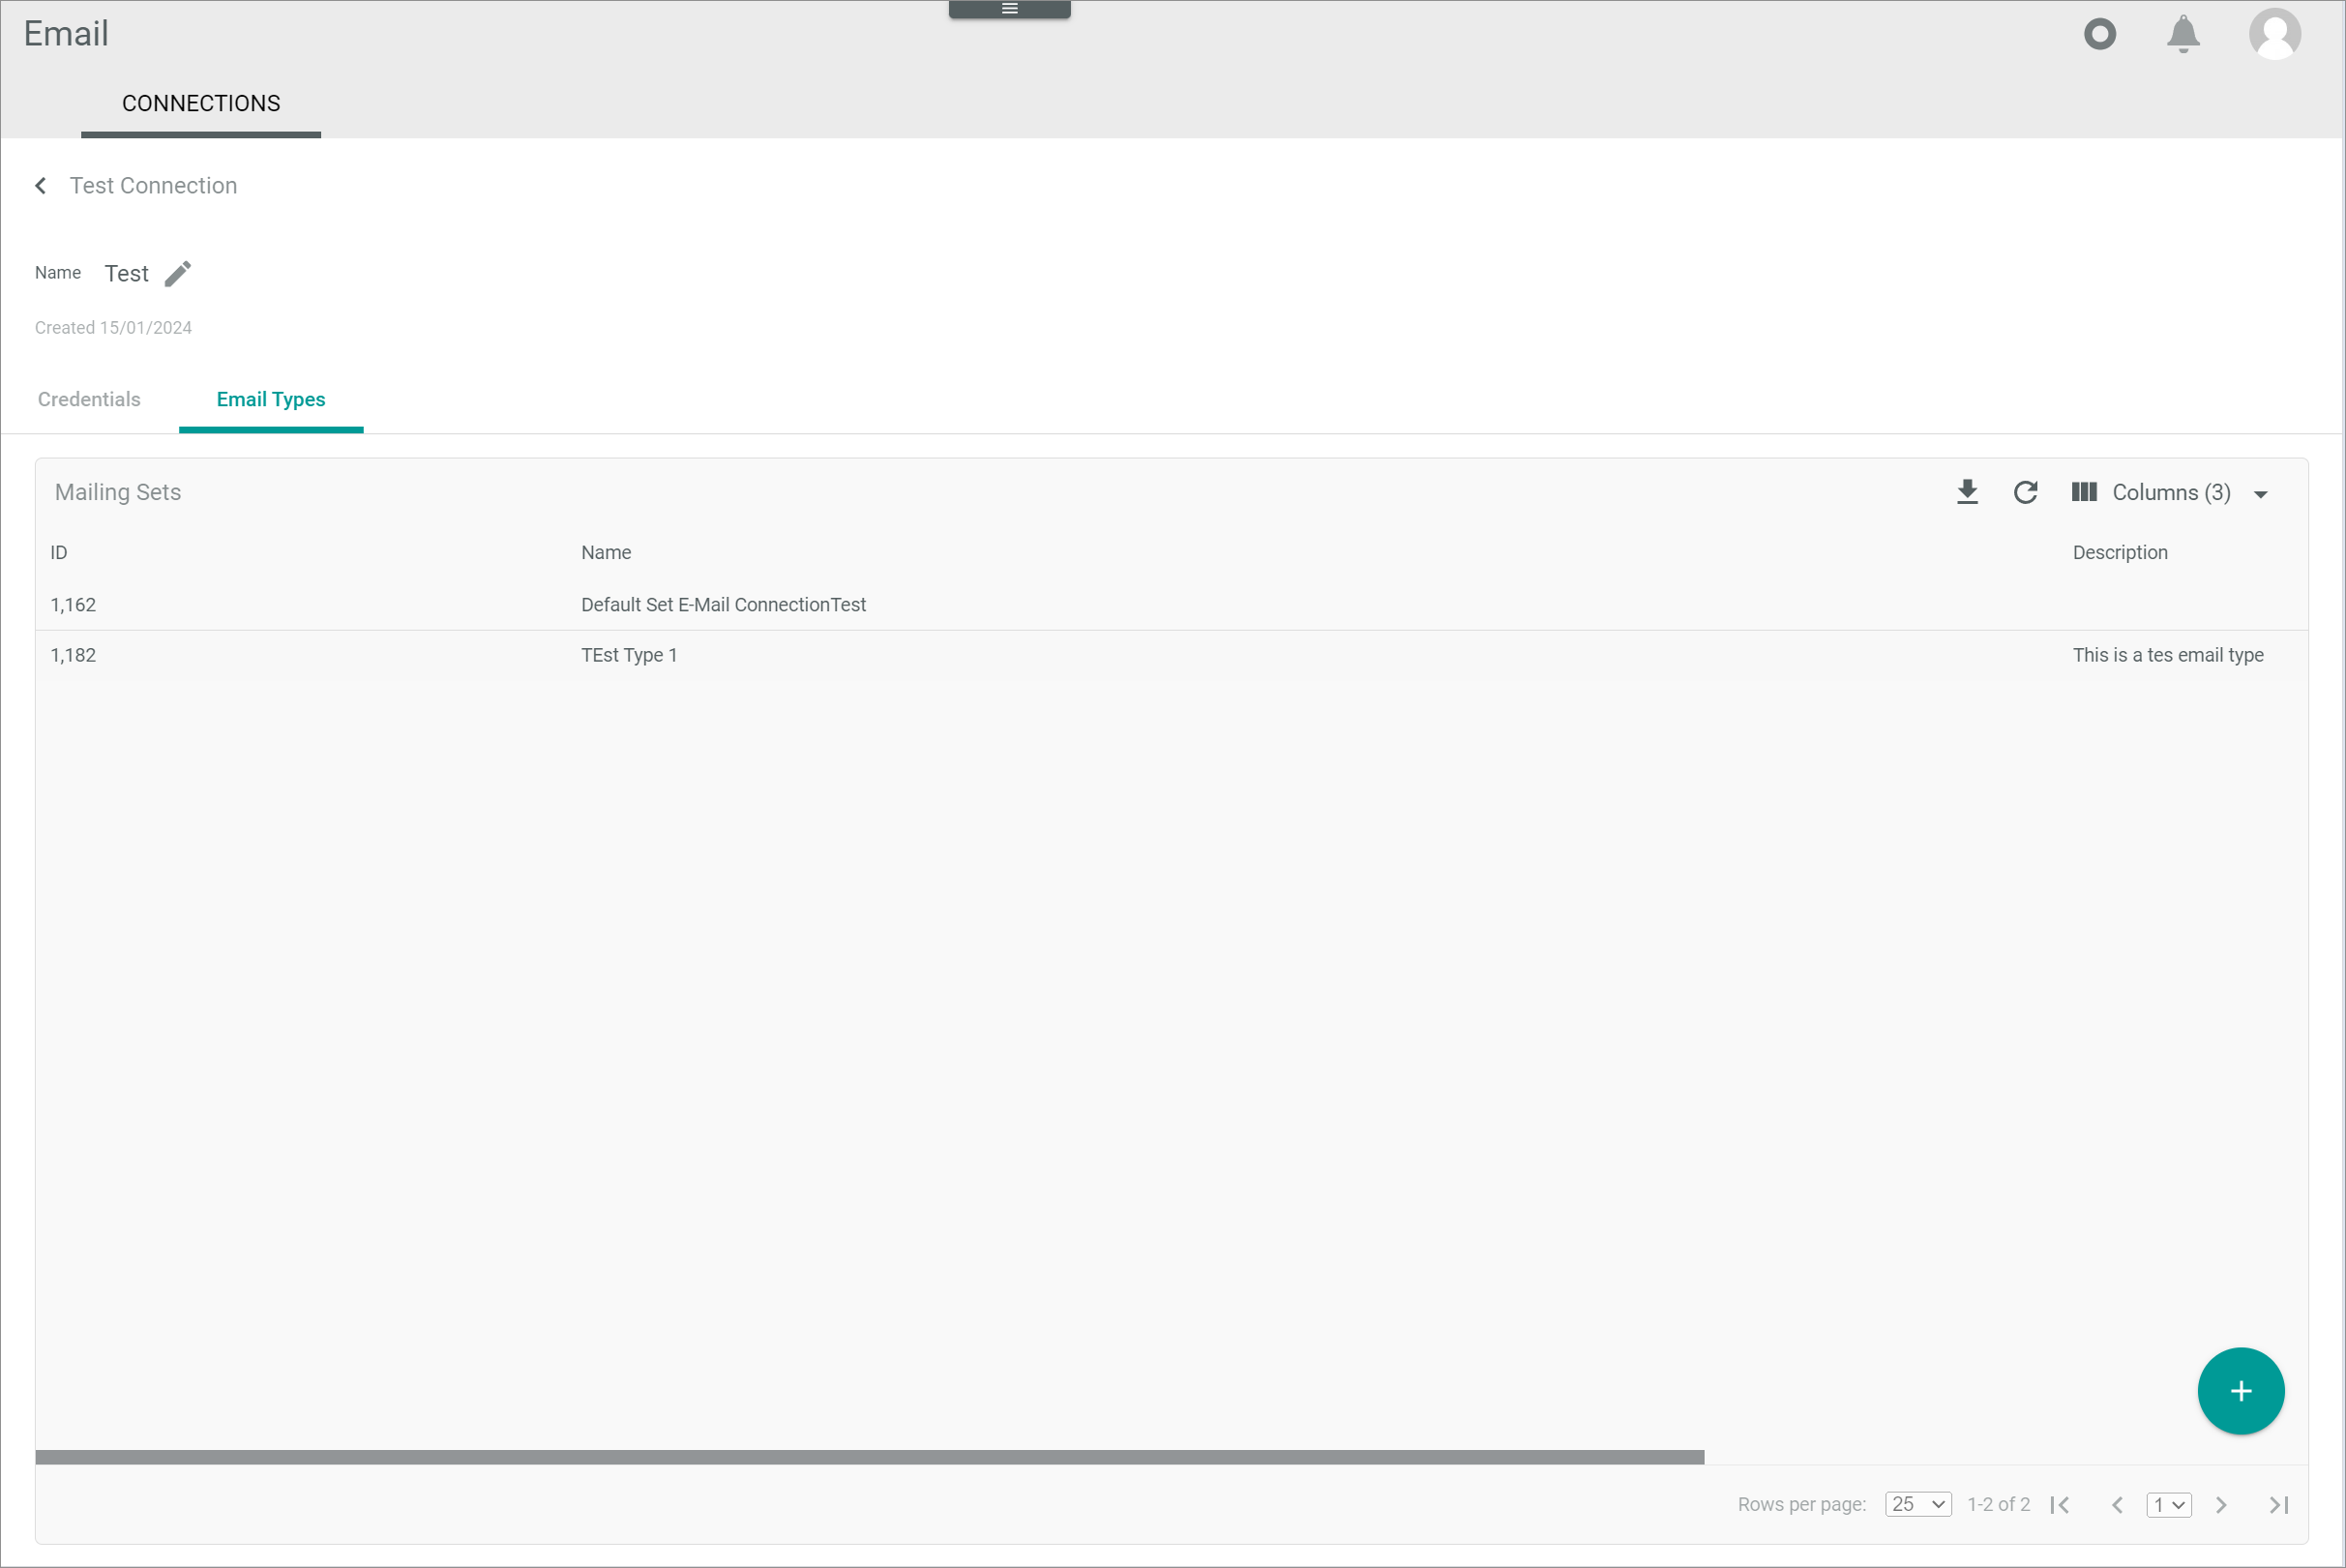 Email
CONNECTIONS
Test Connection
Name Test
Created 15/01/2024
Credentials Email Types
Mailing Sets Columns (3)
ID Name Description
1,162 Default Set E-Mail ConnectionTest
1,182 TEst Type 1 This is a tes email type
Rows per page: 25 1-2 of 2 1